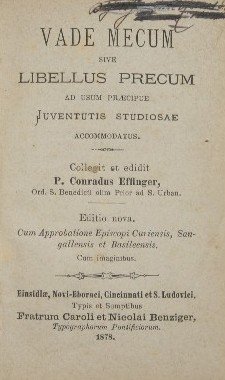 VADE MECUM
SIVE
LIBELLUS PRECUM
AD USUM PRÆCIPUE
JUVENTUTIS STUDIOSAE
ACCOMMODATUS.
Collegit et edidit
P. Conradus Effinger,
Ord. S. Benedicti olim Prior ad S. Urban.
Editio nova.
Cum Approbatione Episcopi Curiensis, San-
gallensis et Basileensis.
Cum imaginibus.
Einsidlæ, Novi-Eboraci, Cincinnati et S. Ludovici.
Typis et Sumptibus
Fratrum Caroli et Nicolai Benziger,
Typographorum Pontificiorum.
1878.